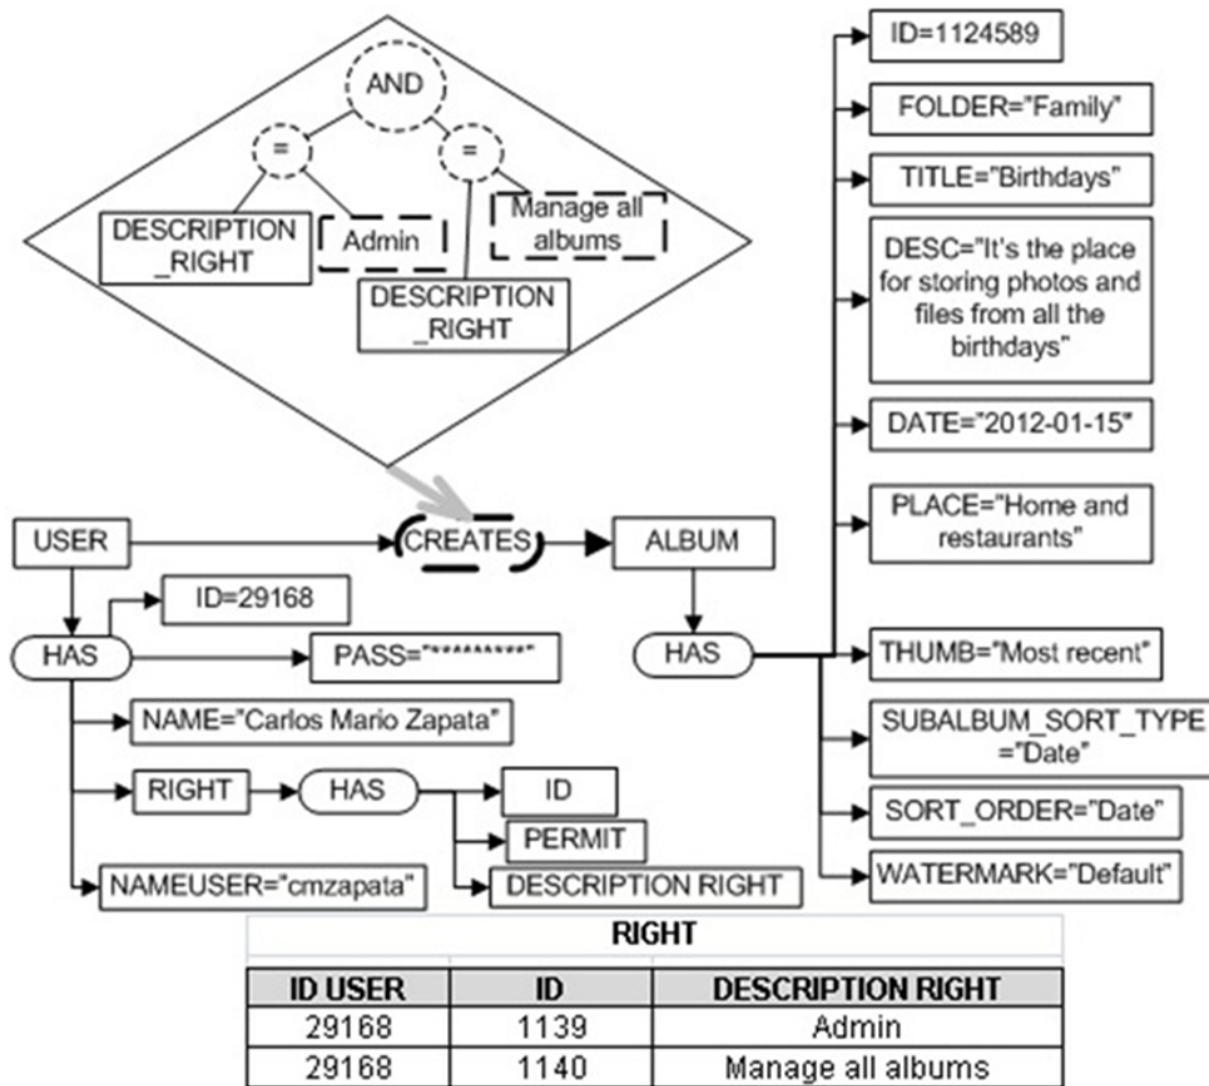 AND
=
=
DESCRIPTION
_RIGHT
Admin
Manage all
albums
DESCRIPTION
_RIGHT
ID=1124589
FOLDER="Family"
TITLE="Birthdays"
DESC="It's the place
for storing photos and
files from all the
birthdays"
DATE="2012-01-15"
PLACE="Home and
restaurants"
USER
CREATES
ALBUM
ID=29168
HAS
PASS="*********"
HAS
THUMB="Most recent"
NAME="Carlos Mario Zapata"
SUBALBUM_SORT_TYPE
="Date"
RIGHT
HAS
ID
SORT_ORDER="Date"
PERMIT
NAMEUSER="cmzapata"
DESCRIPTION RIGHT
WATERMARK="Default"
RIGHT
ID USER ID DESCRIPTION RIGHT
29168 1139 Admin
29168 1140 Manage all albums